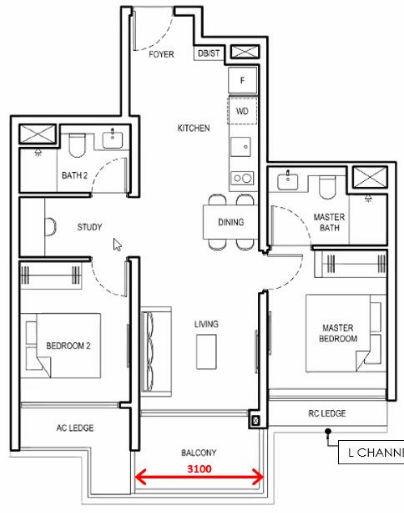 FOYER
DB/ST
F
KITCHEN
WD
BATH 2
STUDY
DINING
MASTER
BATH
LIVING
BEDROOM 2
MASTER
BEDROOM
AC LEDGE
RC LEDGE
BALCONY
L CHANNE
3100